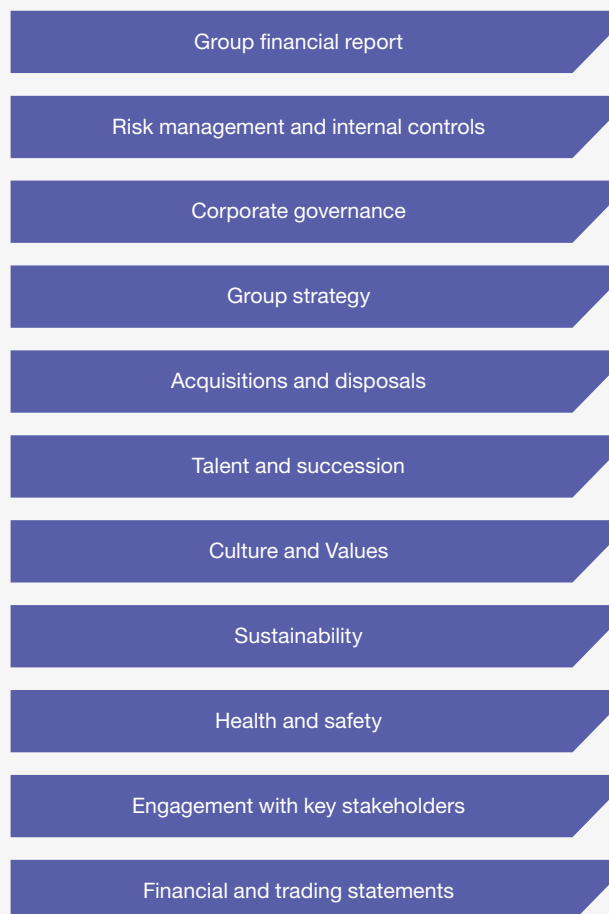 Group financial report
Risk management and internal controls
Corporate governance
Group strategy
Acquisitions and disposals
Talent and succession
Culture and Values
Sustainability
Health and safety
Engagement with key stakeholders
Financial and trading statements